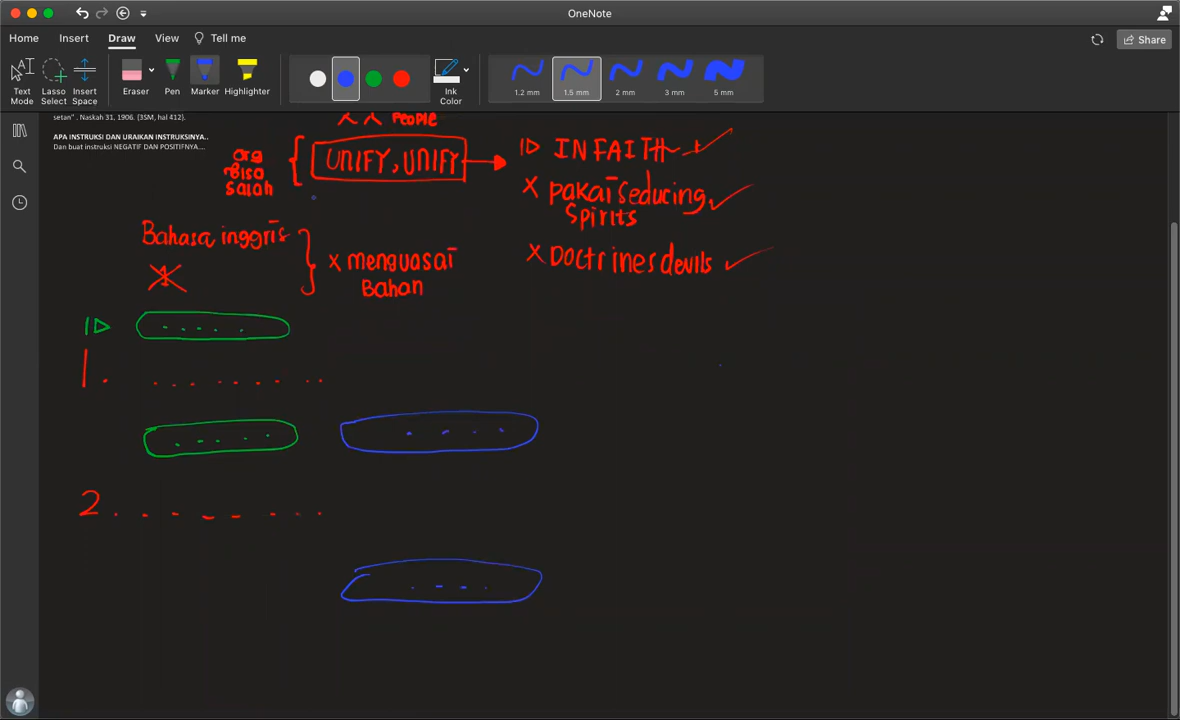 OneNote
Home Insert Draw View Tell me
Share
Text Mode
Lasso Select
Insert Space
Eraser
Pen
Marker
Highlighter
Ink Color
1.2 mm
1.5 mm
2 mm
3 mm
5 mm
setan" . Naskah 31, 1906. {3SM, hal 412}.
APA INSTRUKSI DAN URAIKAN INSTRUKSINYA..
Dan buat instruksi NEGATIF DAN POSITIFNYA....
PEOPLE
org
Bisa
salah
UNIFY, UNIFY
IN FAITH
X pakai seducing
Spirits
X Doctrines devils
Bahasa inggris
X menguasai
Bahan
1.
2.